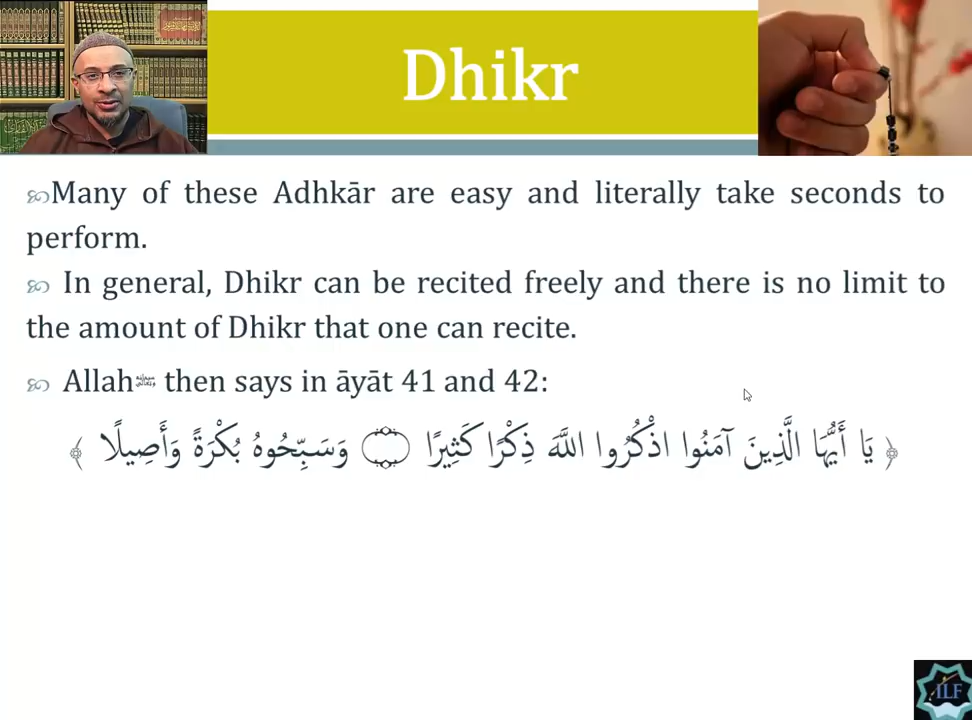 Dhikr
Many of these Adhkār are easy and literally take seconds to
perform.
In general, Dhikr can be recited freely and there is no limit to
the amount of Dhikr that one can recite.
Allah then says in āyāt 41 and 42:
﴿ يَا أَيُّهَا الَّذِينَ آمَنُوا اذْكُرُوا اللَّهَ ذِكْرًا كَثِيرًا ۝ وَسَبِّحُوهُ بُكْرَةً وَأَصِيلًا ﴾
ILF